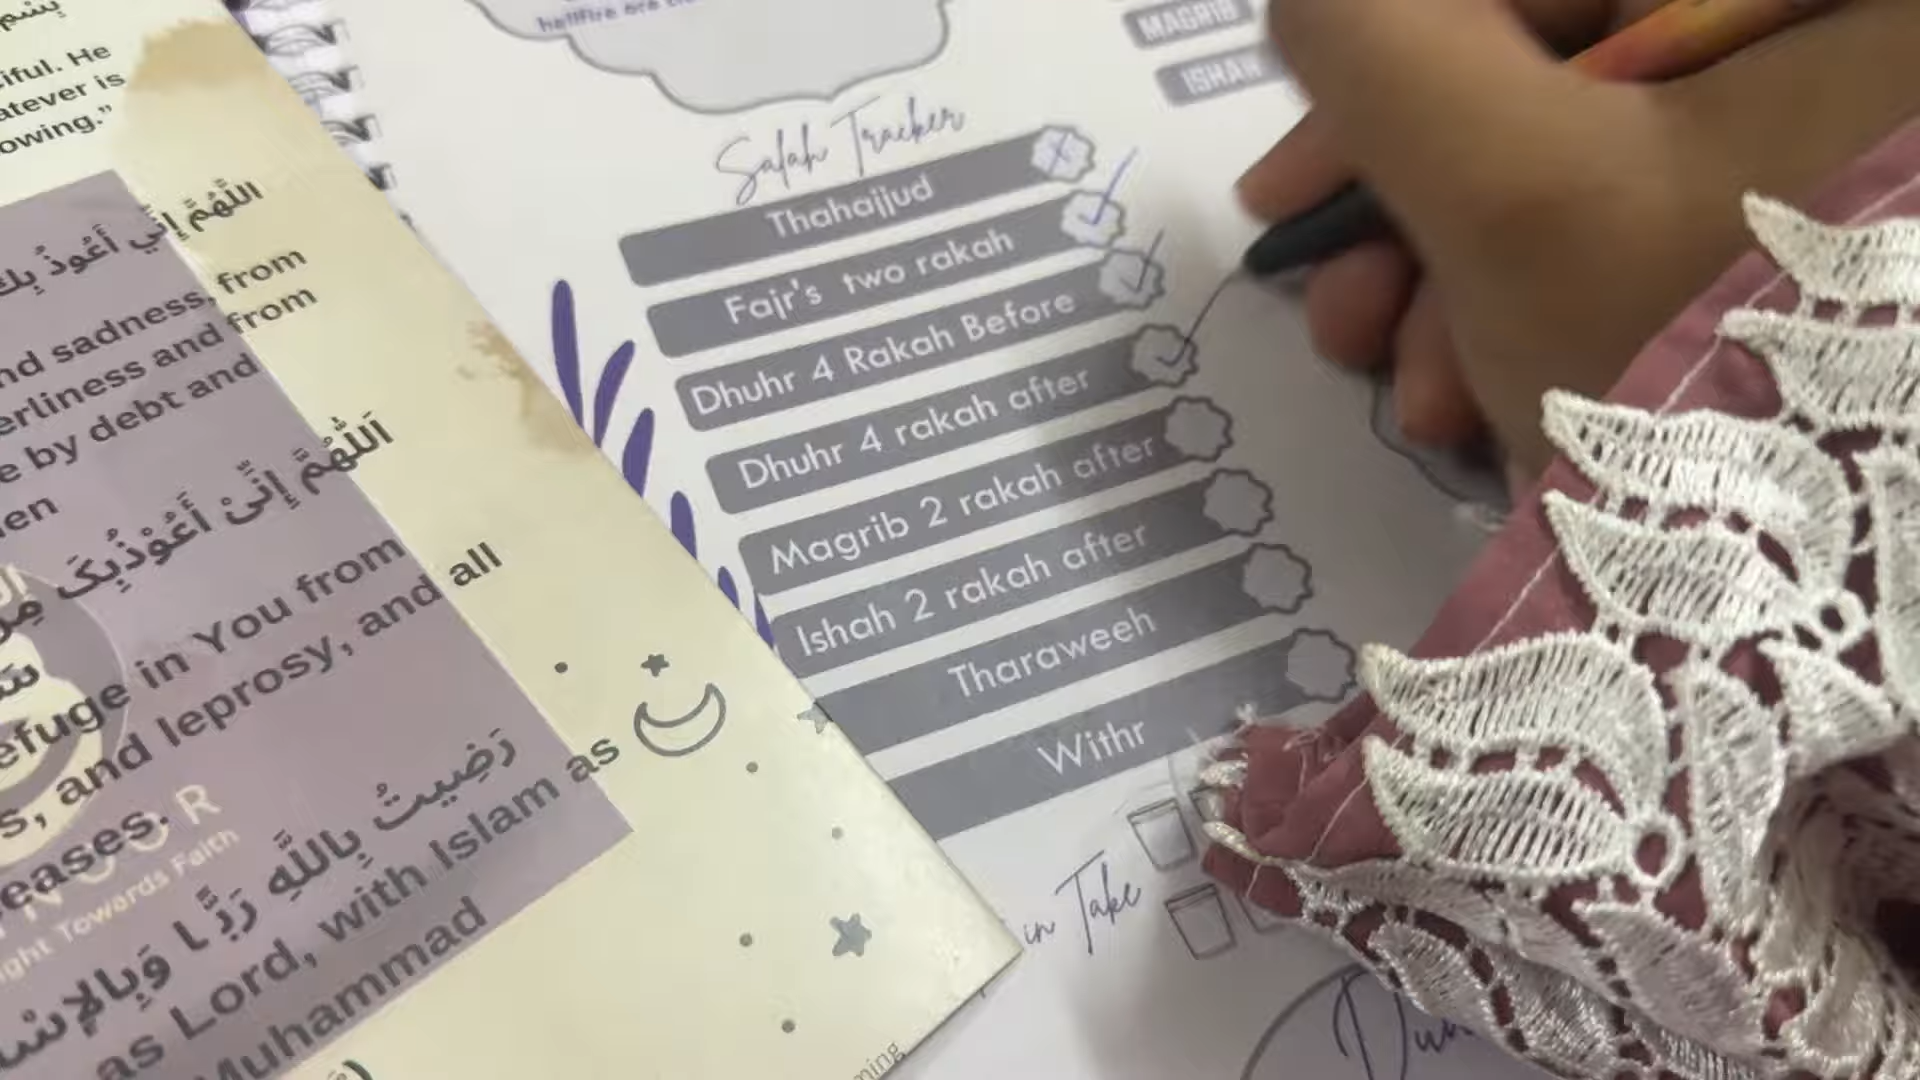 iful. He
atever is
owing.”
اللَّهُمَّ إِنِّي أَعُوذُ بِكَ
nd sadness, from
erliness and from
e by debt and
en
اَللّٰهُمَّ إِنِّىْ أَعُوْذُبِكَ مِنَ
efuge in You from
s, and leprosy, and all
eases.
NOOR
ght Towards Faith
رَضِيتُ بِاللَّهِ رَبًّا وَبِالإِسْ
as Lord, with Islam as
Muhammad
hellfire are
MAGRIB
ISHAH
Salah Tracker
Thahajjud
Fajr's two rakah
Dhuhr 4 Rakah Before
Dhuhr 4 rakah after
Magrib 2 rakah after
Ishah 2 rakah after
Tharaweeh
Withr
in Take
ming